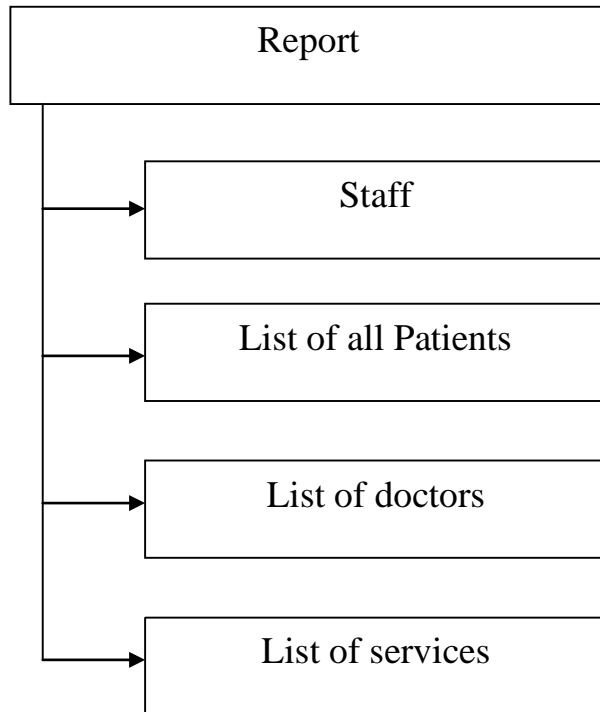 Report
Staff
List of all Patients
List of doctors
List of services